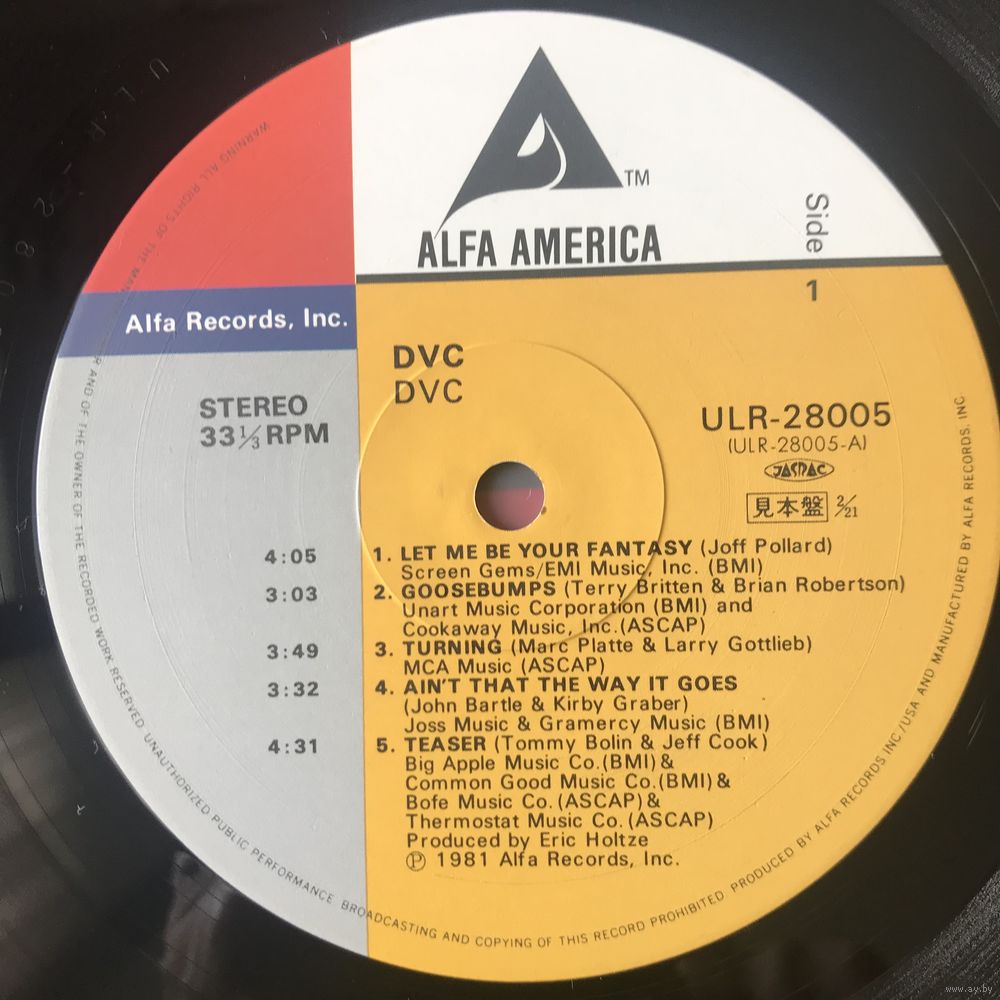 ALFA AMERICA
TM
Side
1
Alfa Records, Inc.
DVC
DVC
STEREO
33 1/3 RPM
ULR-28005
(ULR-28005-A)
JASRAC
見本盤 2/21
4:05 1. LET ME BE YOUR FANTASY (Joff Pollard)
Screen Gems/EMI Music, Inc. (BMI)
3:03 2. GOOSEBUMPS (Terry Britten & Brian Robertson)
Unart Music Corporation (BMI) and
Cookaway Music, Inc.(ASCAP)
3:49 3. TURNING (Marc Platte & Larry Gottlieb)
MCA Music (ASCAP)
3:32 4. AIN'T THAT THE WAY IT GOES
(John Bartle & Kirby Graber)
Joss Music & Gramercy Music (BMI)
4:31 5. TEASER (Tommy Bolin & Jeff Cook)
Big Apple Music Co.(BMI) &
Common Good Music Co.(BMI) &
Bofe Music Co. (ASCAP) &
Thermostat Music Co. (ASCAP)
Produced by Eric Holtze
Ⓟ 1981 Alfa Records, Inc.
WARNING ALL RIGHTS OF THE MAN R AND OF THE OWNER OF THE RECORDED WORK RESERVED. UNAUTHORIZED PUBLIC PERFORMANCE BROADCASTING AND COPYING OF THIS RECORD PROHIBITED PRODUCED BY ALFA RECORDS INC./USA AND MANUFACTURED BY ALFA RECORDS, INC.
www.ay.by